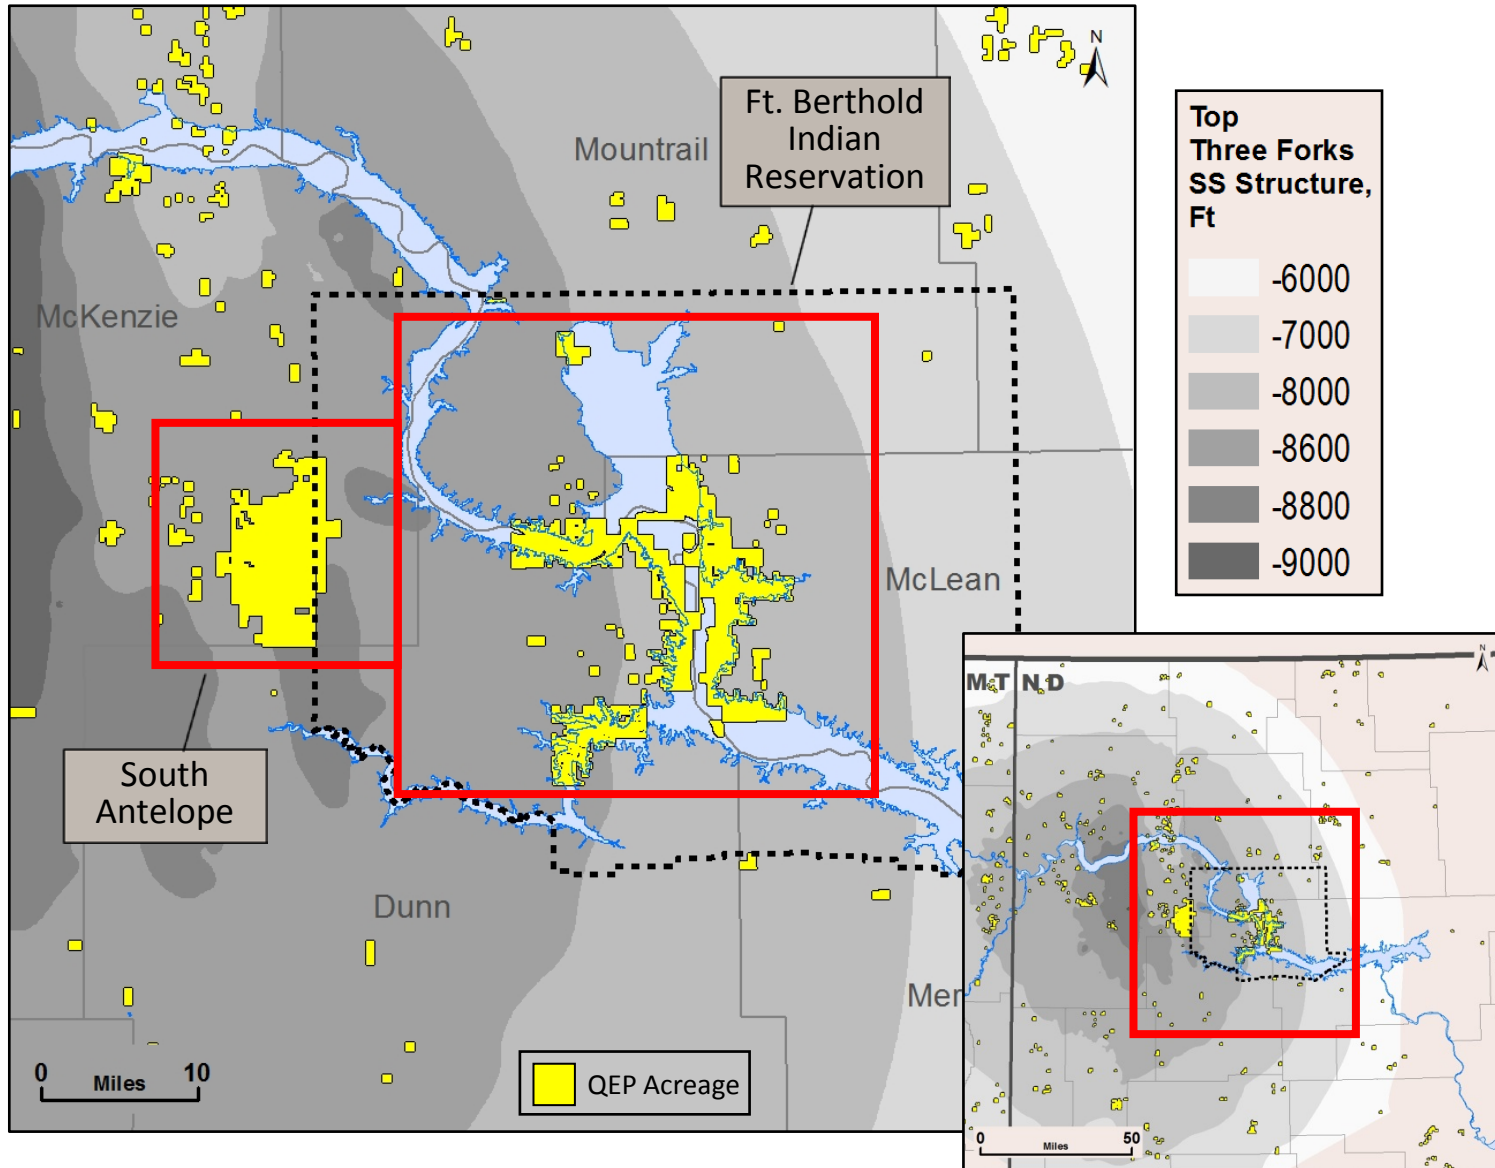 N
Ft. Berthold
Indian
Reservation
Mountrail
McKenzie
McLean
South
Antelope
Dunn
Mer
0 Miles 10
QEP Acreage
Top
Three Forks
SS Structure,
Ft
-6000
-7000
-8000
-8600
-8800
-9000
N
MT ND
0 Miles 50